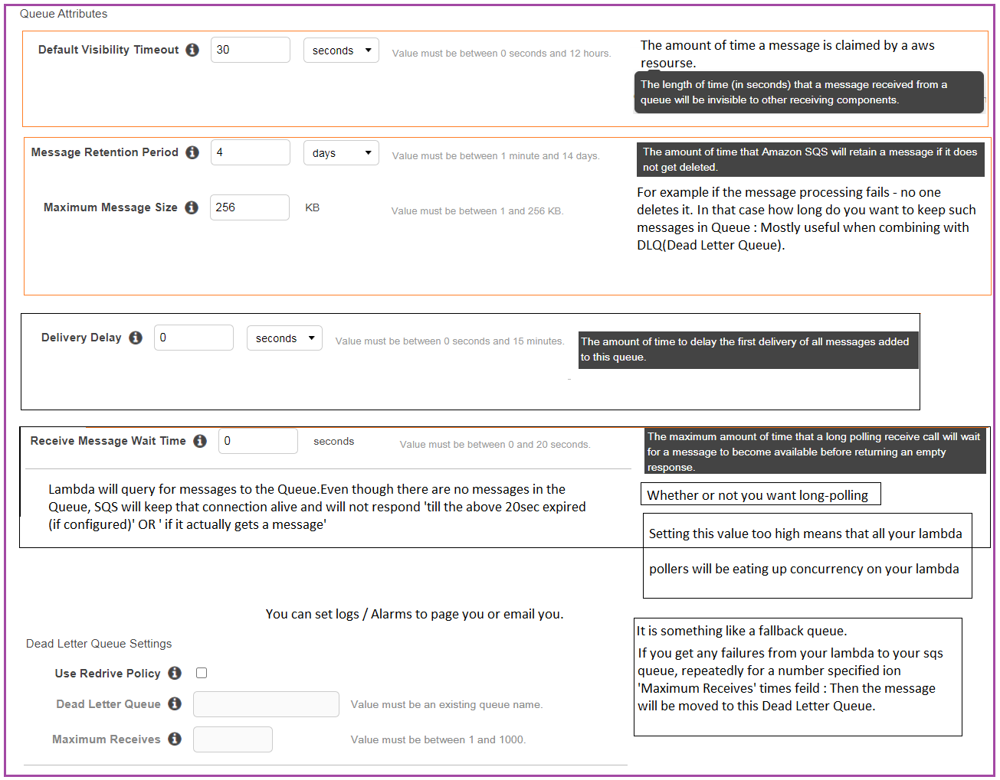 Queue Attributes
Default Visibility Timeout 30 seconds Value must be between 0 seconds and 12 hours.
The amount of time a message is claimed by a aws
resourse.
The length of time (in seconds) that a message received from a
queue will be invisible to other receiving components.
Message Retention Period 4 days Value must be between 1 minute and 14 days.
The amount of time that Amazon SQS will retain a message if it does
not get deleted.
Maximum Message Size 256 KB Value must be between 1 and 256 KB.
For example if the message processing fails - no one
deletes it. In that case how long do you want to keep such
messages in Queue : Mostly useful when combining with
DLQ(Dead Letter Queue).
Delivery Delay 0 seconds Value must be between 0 seconds and 15 minutes.
The amount of time to delay the first delivery of all messages added
to this queue.
Receive Message Wait Time 0 seconds Value must be between 0 and 20 seconds.
The maximum amount of time that a long polling receive call will wait
for a message to become available before returning an empty
response.
Lambda will query for messages to the Queue.Even though there are no messages in the
Queue, SQS will keep that connection alive and will not respond 'till the above 20sec expired
(if configured)' OR ' if it actually gets a message'
Whether or not you want long-polling
Setting this value too high means that all your lambda
pollers will be eating up concurrency on your lambda
You can set logs / Alarms to page you or email you.
Dead Letter Queue Settings
Use Redrive Policy
Dead Letter Queue Value must be an existing queue name.
Maximum Receives Value must be between 1 and 1000.
It is something like a fallback queue.
If you get any failures from your lambda to your sqs
queue, repeatedly for a number specified ion
'Maximum Receives' times feild : Then the message
will be moved to this Dead Letter Queue.